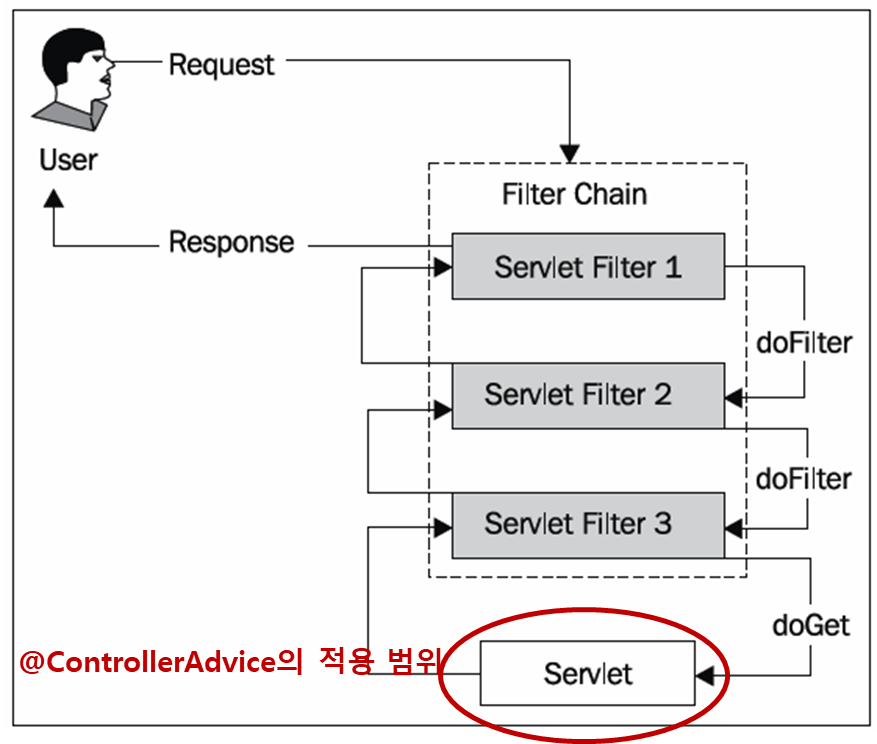 Request
User
Filter Chain
Response
Servlet Filter 1
doFilter
Servlet Filter 2
doFilter
Servlet Filter 3
doGet
@ControllerAdvice의 적용 범위
Servlet